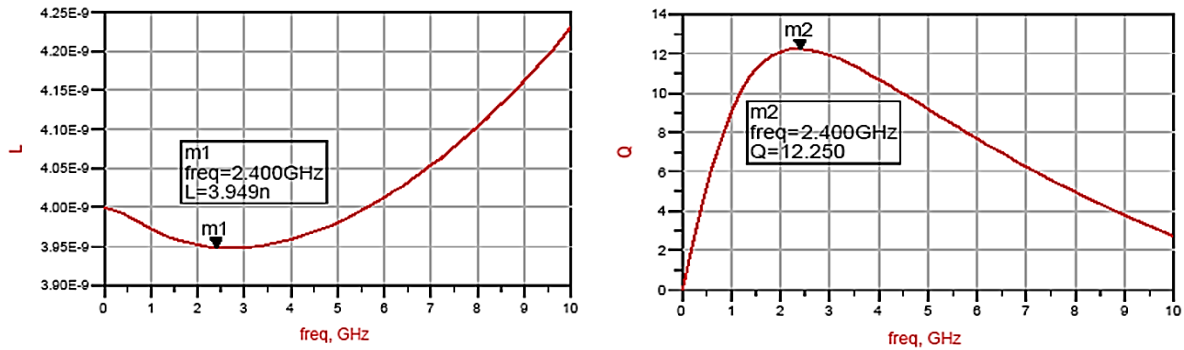 4.25E-9
4.20E-9
4.15E-9
4.10E-9
4.05E-9
4.00E-9
3.95E-9
3.90E-9
L
m1
freq=2.400GHz
L=3.949n
m1
0 1 2 3 4 5 6 7 8 9 10
freq, GHz
14
12
10
8
6
4
2
0
Q
m2
m2
freq=2.400GHz
Q=12.250
0 1 2 3 4 5 6 7 8 9 10
freq, GHz